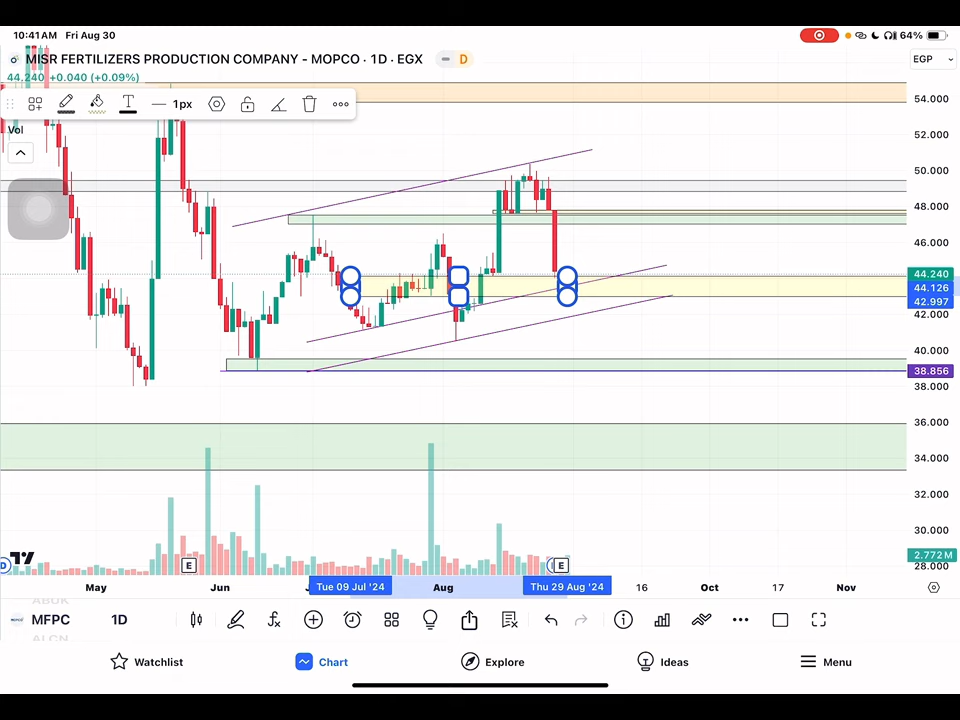 10:41AM Fri Aug 30
64%
MISR FERTILIZERS PRODUCTION COMPANY - MOPCO · 1D · EGX
D
EGP
44.240 +0.040 (+0.09%)
1px
Vol
54.000
52.000
50.000
48.000
46.000
44.240
44.126
42.997
42.000
40.000
38.856
38.000
36.000
34.000
32.000
30.000
2.772 M
28.000
D
E
E
May
Jun
Tue 09 Jul '24
Aug
Thu 29 Aug '24
16
Oct
17
Nov
ABUK
MFPC
1D
ALCN
Watchlist
Chart
Explore
Ideas
Menu